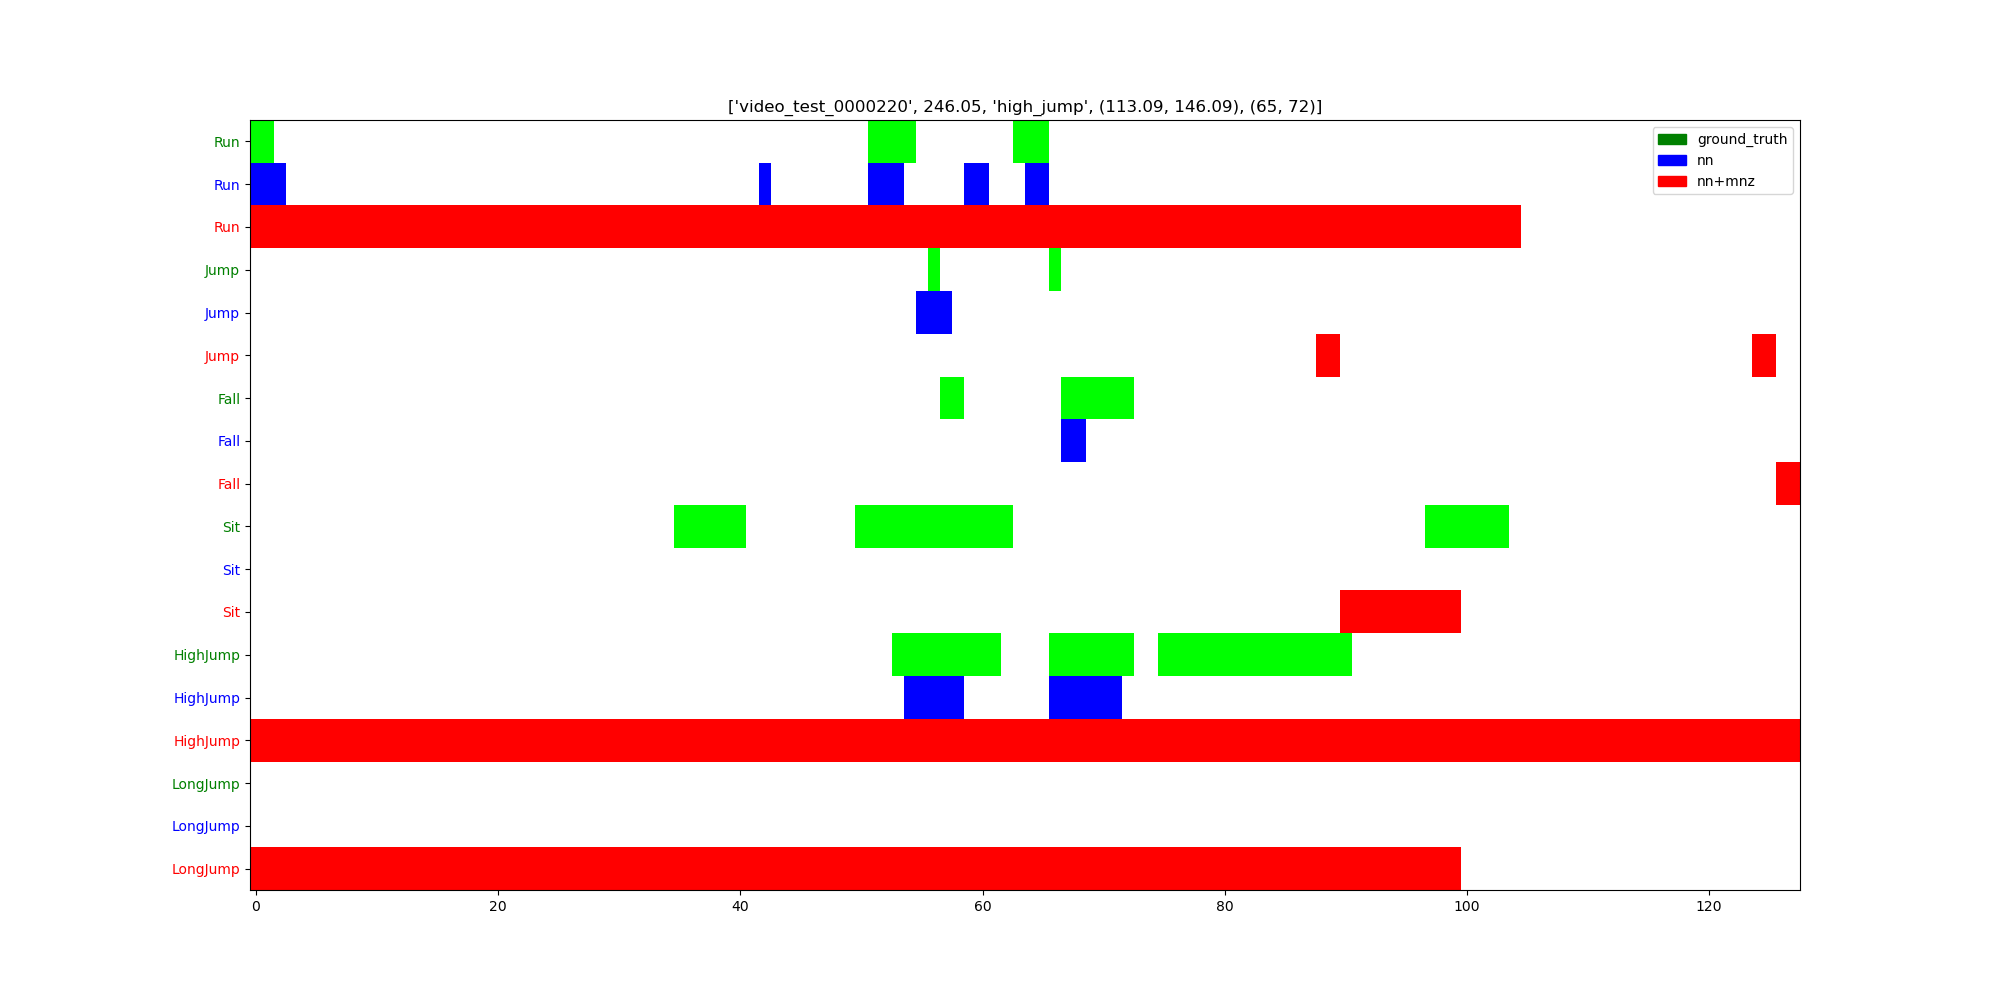 ['video_test_0000220', 246.05, 'high_jump', (113.09, 146.09), (65, 72)]
Run
Run
Run
Jump
Jump
Jump
Fall
Fall
Fall
Sit
Sit
Sit
HighJump
HighJump
HighJump
LongJump
LongJump
LongJump
ground_truth
nn
nn+mnz
0 20 40 60 80 100 120